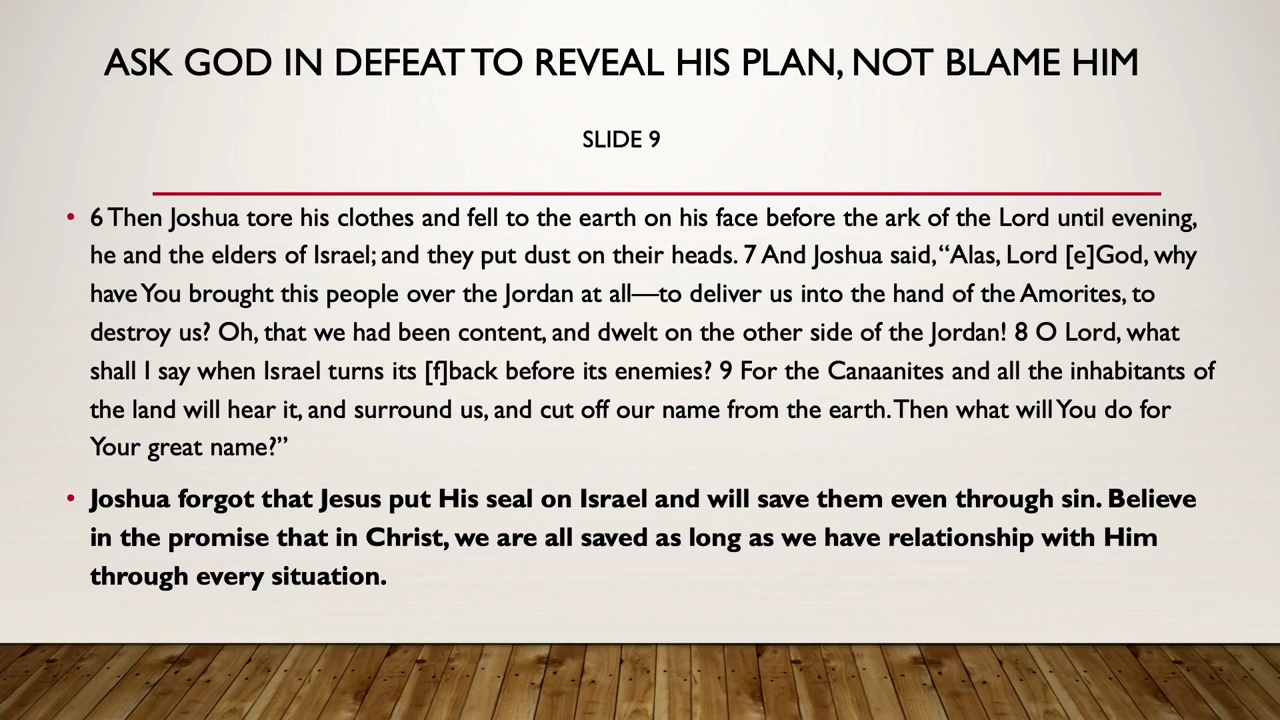 ASK GOD IN DEFEAT TO REVEAL HIS PLAN, NOT BLAME HIM
SLIDE 9
• 6 Then Joshua tore his clothes and fell to the earth on his face before the ark of the Lord until evening,
he and the elders of Israel; and they put dust on their heads. 7 And Joshua said, “Alas, Lord [e]God, why
have You brought this people over the Jordan at all—to deliver us into the hand of the Amorites, to
destroy us? Oh, that we had been content, and dwelt on the other side of the Jordan! 8 O Lord, what
shall I say when Israel turns its [f]back before its enemies? 9 For the Canaanites and all the inhabitants of
the land will hear it, and surround us, and cut off our name from the earth. Then what will You do for
Your great name?”
• Joshua forgot that Jesus put His seal on Israel and will save them even through sin. Believe
in the promise that in Christ, we are all saved as long as we have relationship with Him
through every situation.